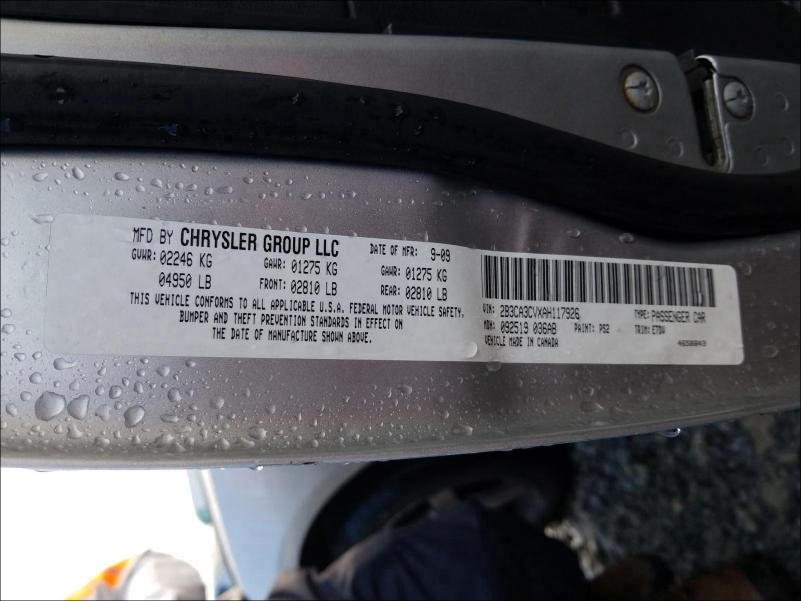 MFD BY CHRYSLER GROUP LLC DATE OF MFR: 9-09
GVWR: 02246 KG GAWR: 01275 KG GAWR: 01275 KG
04950 LB FRONT: 02810 LB REAR: 02810 LB
THIS VEHICLE CONFORMS TO ALL APPLICABLE U.S.A. FEDERAL MOTOR VEHICLE SAFETY,
BUMPER AND THEFT PREVENTION STANDARDS IN EFFECT ON
THE DATE OF MANUFACTURE SHOWN ABOVE.
VIN: 2B3CA3CVXAH117926 TYPE: PASSENGER CAR
MDH: 092519 036AB PAINT: PS2 TRIM: E7DV
VEHICLE MADE IN CANADA